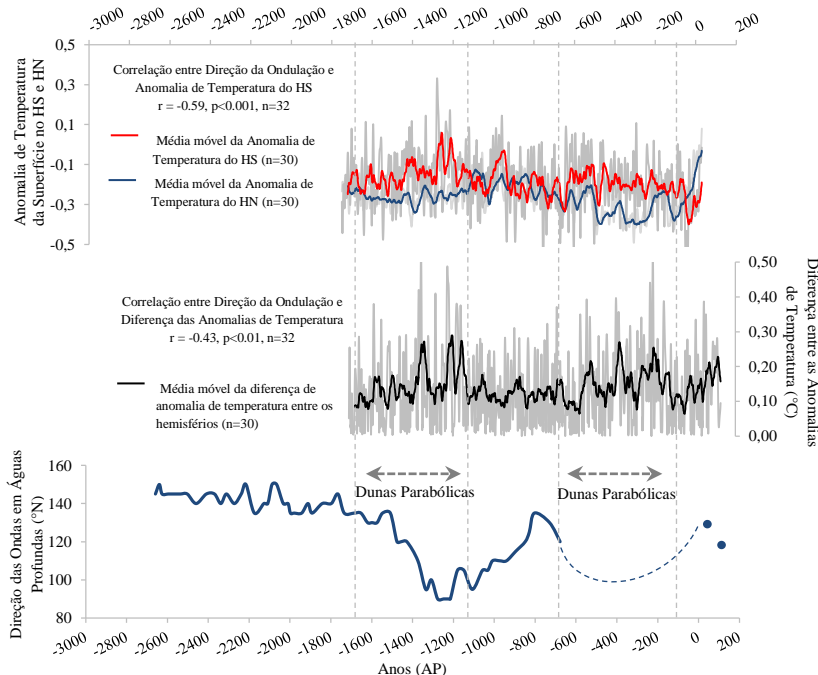 -3000 -2800 -2600 -2400 -2200 -2000 -1800 -1600 -1400 -1200 -1000 -800 -600 -400 -200 0 200
0,5
0,3
0,1
-0,1
-0,3
-0,5
Anomalia de Temperatura
da Superfície no HS e HN
Correlação entre Direção da Ondulação e
Anomalia de Temperatura do HS
r = -0.59, p<0.001, n=32
Média móvel da Anomalia de
Temperatura do HS (n=30)
Média móvel da Anomalia de
Temperatura do HN (n=30)
0,50
0,40
0,30
0,20
0,10
0,00
Diferença entre as Anomalias
de Temperatura (°C)
Correlação entre Direção da Ondulação e
Diferença das Anomalias de Temperatura
r = -0.43, p<0.01, n=32
Média móvel da diferença de
anomalia de temperatura entre os
hemisférios (n=30)
160
140
120
100
80
Direção das Ondas em Águas
Profundas (°N)
Dunas Parabólicas
Dunas Parabólicas
-3000 -2800 -2600 -2400 -2200 -2000 -1800 -1600 -1400 -1200 -1000 -800 -600 -400 -200 0 200
Anos (AP)